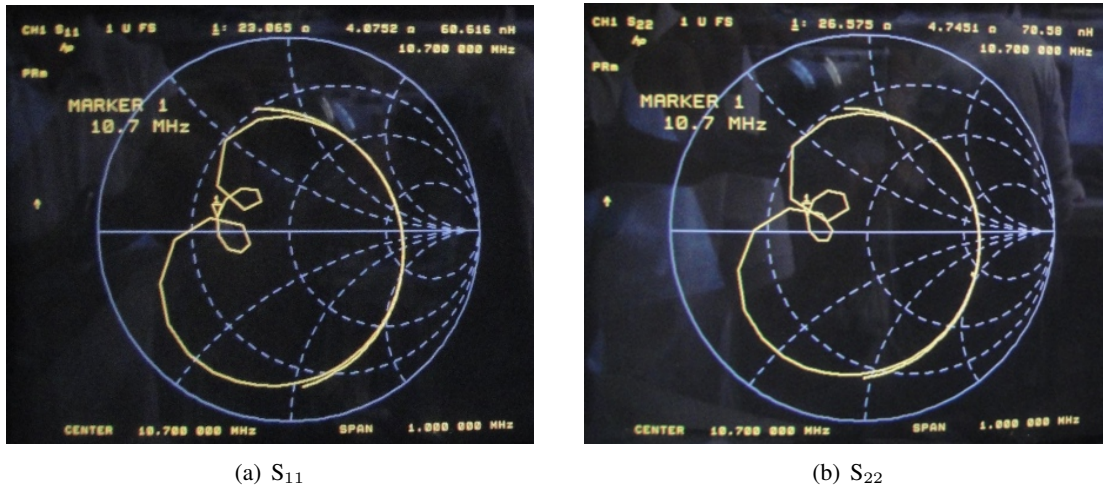 CH1 S11 1 U FS 1: 23.065 Ω 4.0752 Ω 60.616 nH
10.700 000 MHz
PRm
MARKER 1
10.7 MHz
CENTER 10.700 000 MHz SPAN 1.000 000 MHz
(a) S11
CH1 S22 1 U FS 1: 26.575 Ω 4.7451 Ω 70.58 nH
10.700 000 MHz
PRm
MARKER 1
10.7 MHz
CENTER 10.700 000 MHz SPAN 1.000 000 MHz
(b) S22